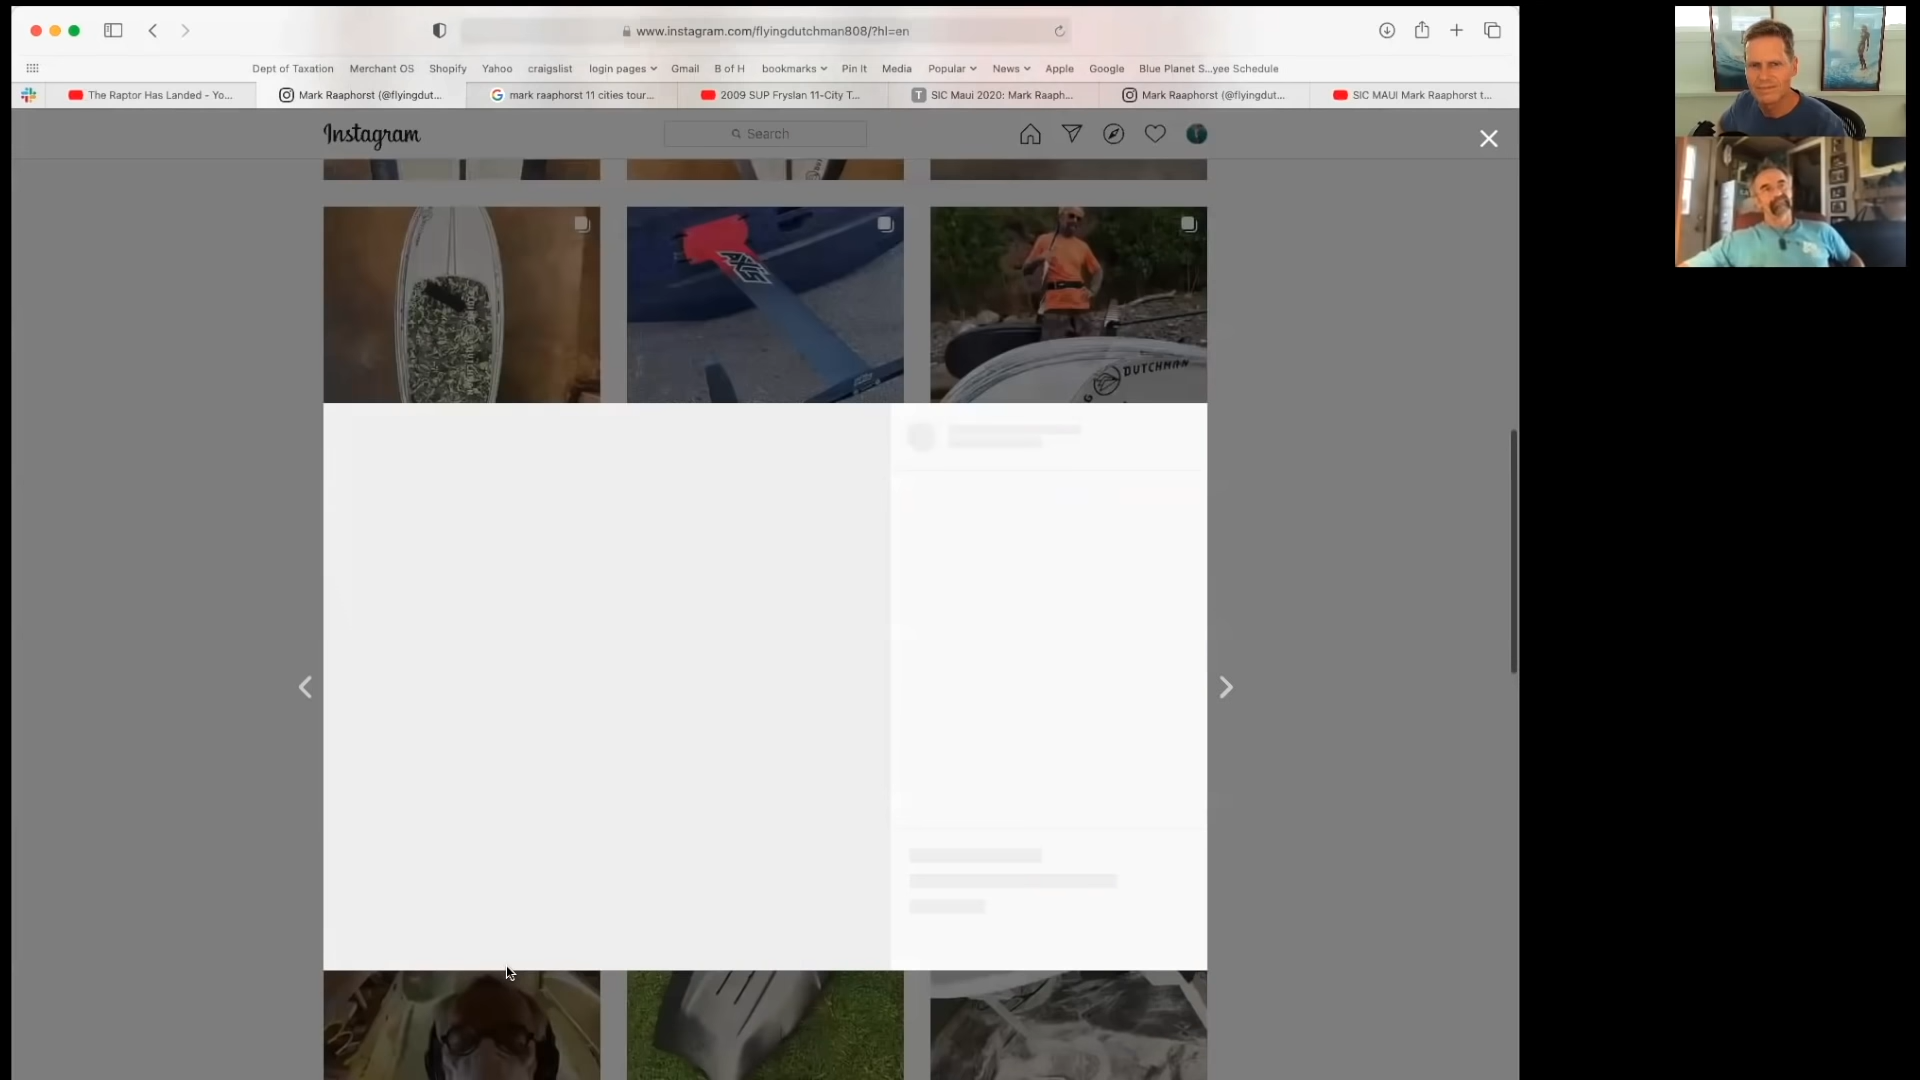 www.instagram.com/flyingdutchman808/?hl=en
Dept of Taxation Merchant OS Shopify Yahoo craigslist login pages Gmail B of H bookmarks Pin It Media Popular News Apple Google Blue Planet S...yee Schedule
The Raptor Has Landed - Yo... Mark Raaphorst (@flyingdut... mark raaphorst 11 cities tour... 2009 SUP Fryslan 11-City T... SIC Maui 2020: Mark Raaph... Mark Raaphorst (@flyingdut... SIC MAUI Mark Raaphorst t...
Instagram Search
AXIS
G DUTCHMAN